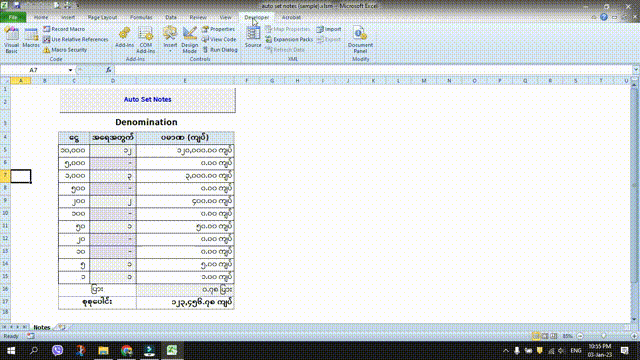 auto set notes (sample).xlsm - Microsoft Excel
File Home Insert Page Layout Formulas Data Review View Developer Acrobat
Visual Basic Macros Record Macro Use Relative References Macro Security Code
Add-Ins COM Add-Ins Add-Ins
Insert Design Mode Properties View Code Run Dialog Controls
Source Map Properties Expansion Packs Refresh Data Import Export XML
Document Panel Modify
A7 fx
A B C D E F G H I J K L M N O P Q R S T U
Auto Set Notes
Denomination
ငွေ အရေအတွက် ပမာဏ (ကျပ်)
၁၀,၀၀၀ ၁၂ ၁၂၀,၀၀၀.၀၀ ကျပ်
၅,၀၀၀ - ၀.၀၀ ကျပ်
၁,၀၀၀ ၃ ၃,၀၀၀.၀၀ ကျပ်
၅၀၀ - ၀.၀၀ ကျပ်
၂၀၀ ၂ ၄၀၀.၀၀ ကျပ်
၁၀၀ - ၀.၀၀ ကျပ်
၅၀ ၁ ၅၀.၀၀ ကျပ်
၂၀ - ၀.၀၀ ကျပ်
၁၀ - ၀.၀၀ ကျပ်
၅ ၁ ၅.၀၀ ကျပ်
၁ ၁ ၁.၀၀ ကျပ်
ပြား ၀.၇၈ ပြား
စုစုပေါင်း ၁၂၃,၄၅၆.၇၈ ကျပ်
Notes
Ready 85%
ENG 10:55 PM
03-Jan-23